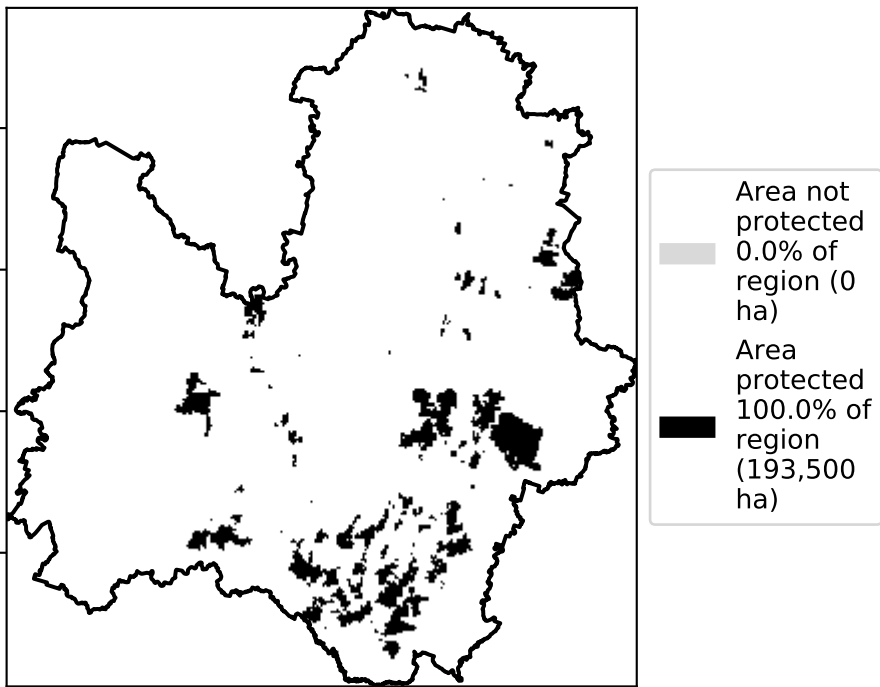 Area not
protected
0.0% of
region (0
ha)
Area
protected
100.0% of
region
(193,500
ha)